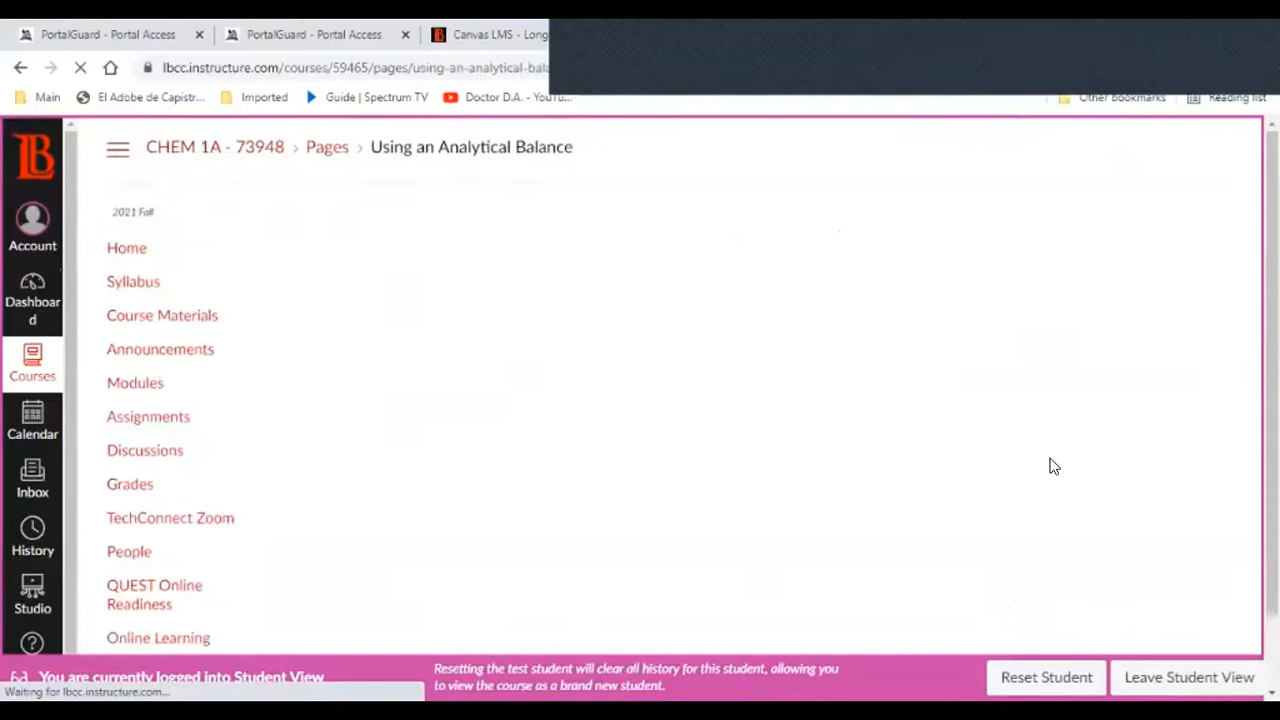 PortalGuard - Portal Access
PortalGuard - Portal Access
Canvas LMS - Long
lbcc.instructure.com/courses/59465/pages/using-an-analytical-bala
Main
El Adobe de Capistr...
Imported
Guide | Spectrum TV
Doctor D.A. - YouTu...
Other bookmarks
Reading list
LB
CHEM 1A - 73948 › Pages › Using an Analytical Balance
2021 Fall
Home
Syllabus
Course Materials
Announcements
Modules
Assignments
Discussions
Grades
TechConnect Zoom
People
QUEST Online
Readiness
Online Learning
Account
Dashboar
d
Courses
Calendar
Inbox
History
Studio
You are currently logged into Student View
Waiting for lbcc.instructure.com...
Resetting the test student will clear all history for this student, allowing you
to view the course as a brand new student.
Reset Student
Leave Student View